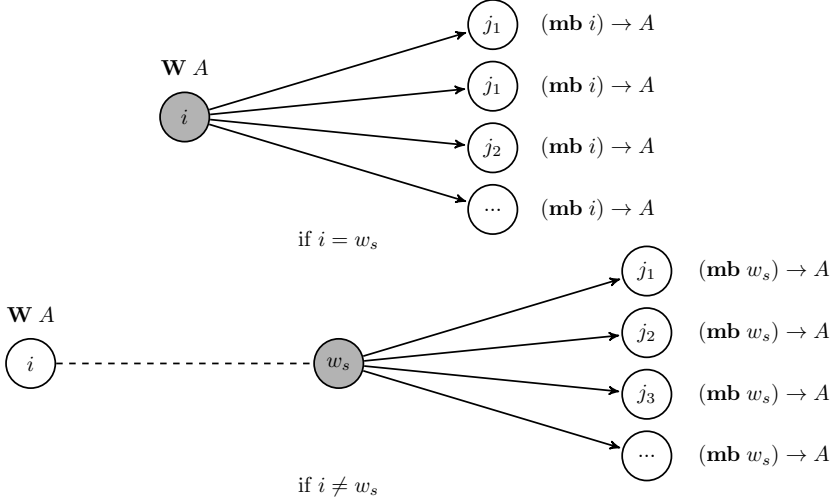 j₁ (mb i) → A
W A
j₁ (mb i) → A
i
j₂ (mb i) → A
... (mb i) → A
if i = wₛ
j₁ (mb wₛ) → A
W A
j₂ (mb wₛ) → A
i wₛ
j₃ (mb wₛ) → A
... (mb wₛ) → A
if i ≠ wₛ